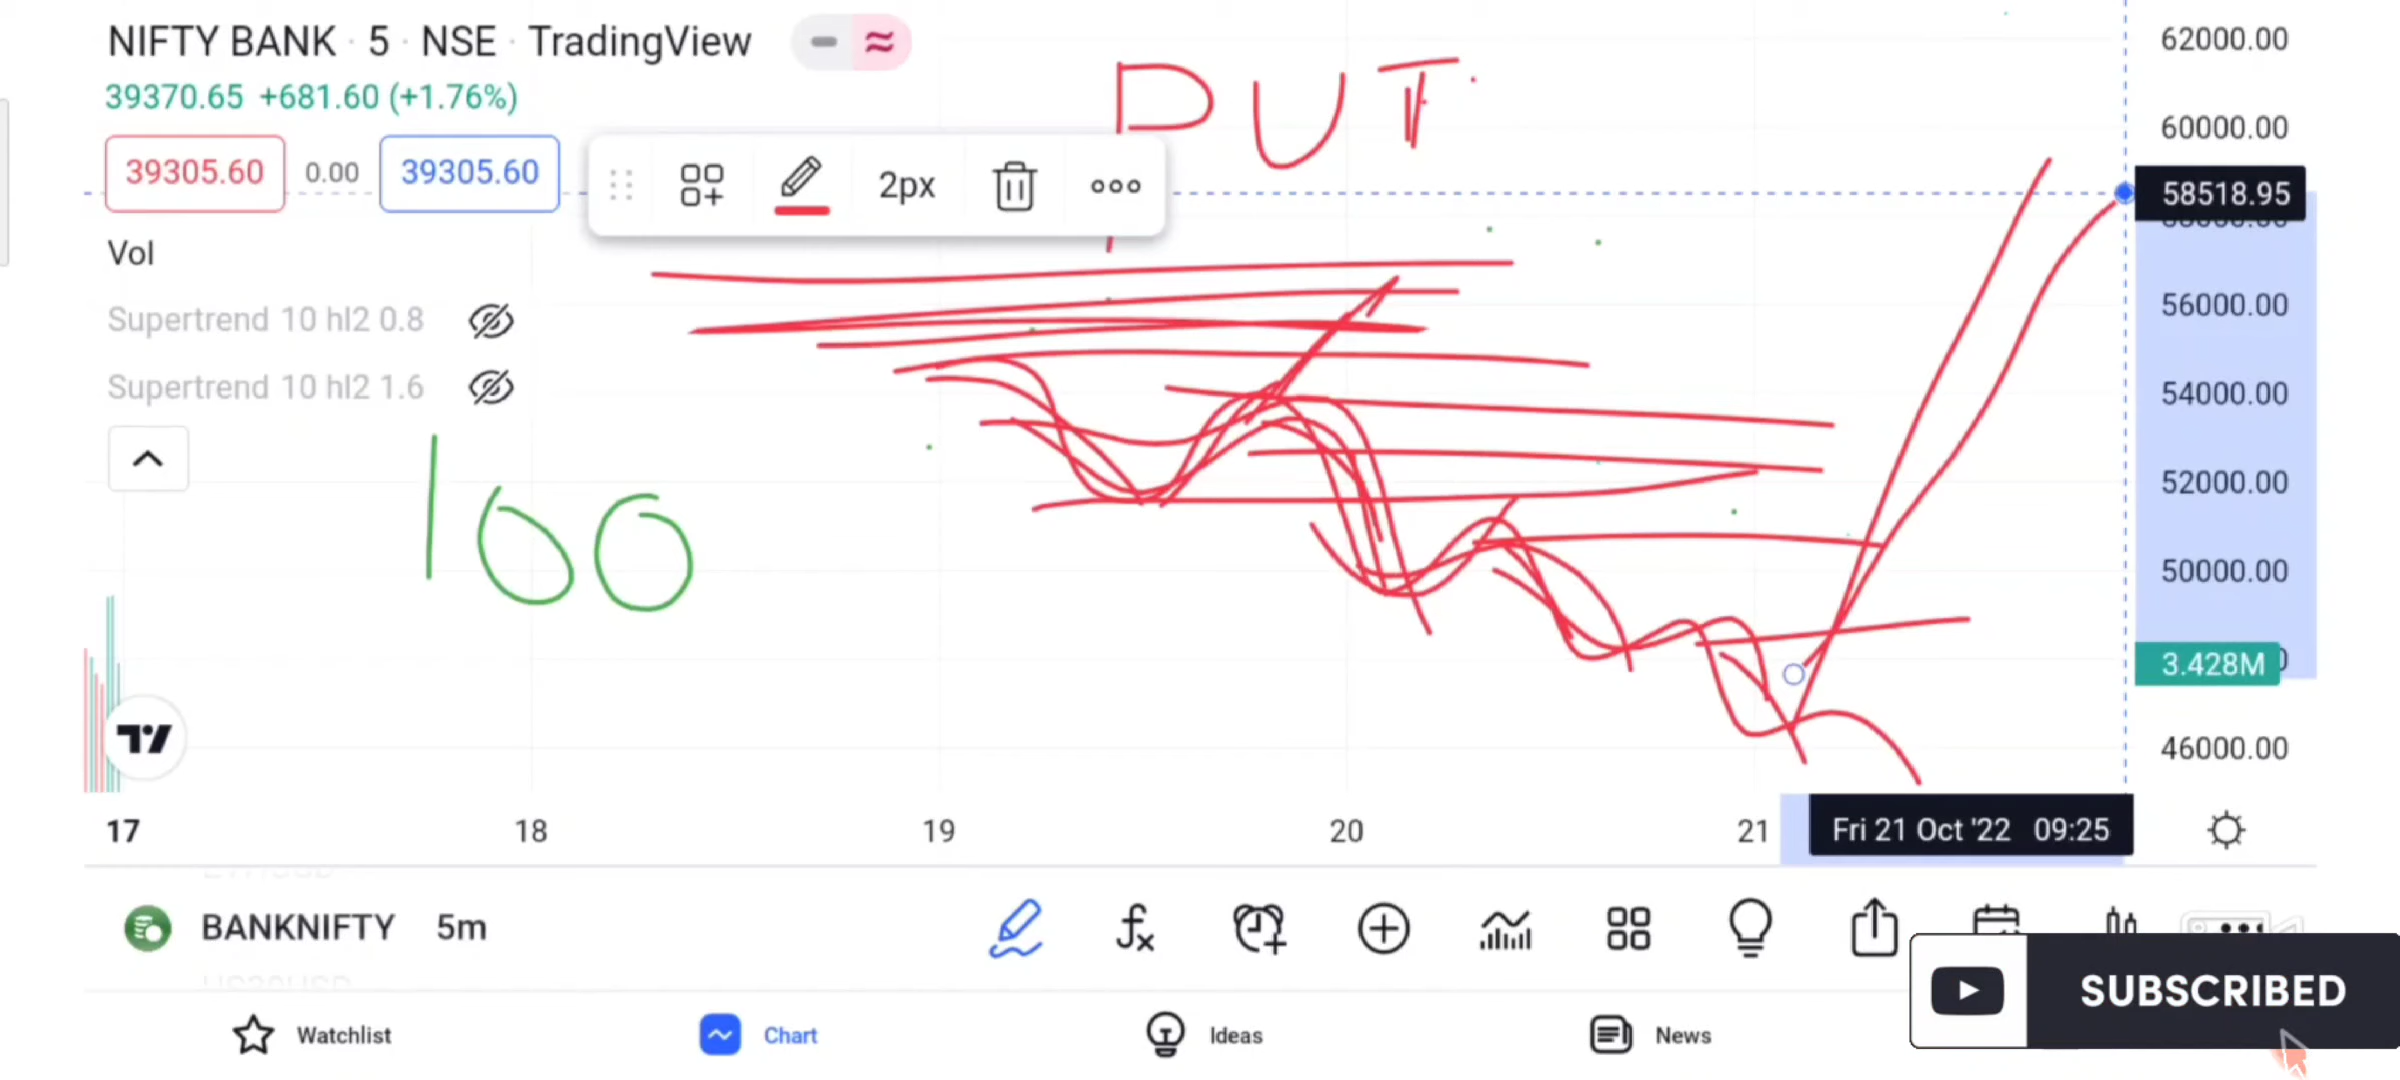 NIFTY BANK · 5 · NSE · TradingView
39370.65 +681.60 (+1.76%)
39305.60 0.00 39305.60
2px
PUT
Vol
Supertrend 10 hl2 0.8
Supertrend 10 hl2 1.6
100
62000.00
60000.00
58518.95
56000.00
54000.00
52000.00
50000.00
3.428M
46000.00
17 18 19 20 21 Fri 21 Oct '22 09:25
BANKNIFTY 5m
SUBSCRIBED
Watchlist Chart Ideas News